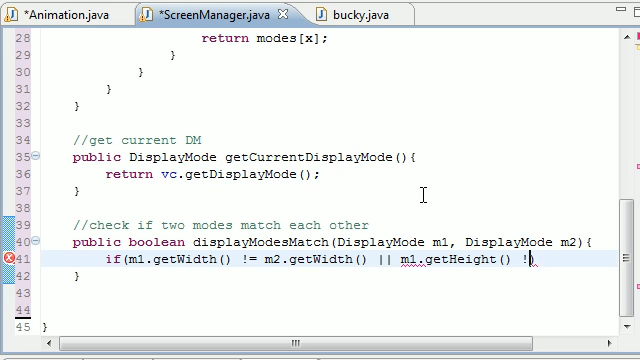 *Animation.java *ScreenManager.java bucky.java
28 return modes[x];
29 }
30 }
31 }
32 }
33
34 //get current DM
35 public DisplayMode getCurrentDisplayMode(){
36 return vc.getDisplayMode();
37 }
38
39 //check if two modes match each other
40 public boolean displayModesMatch(DisplayMode m1, DisplayMode m2){
41 if(m1.getWidth() != m2.getWidth() || m1.getHeight() !)
42 }
43
44
45 }